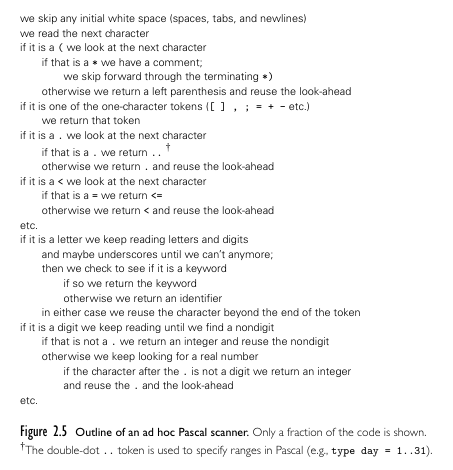 we skip any initial white space (spaces, tabs, and newlines)
we read the next character
if it is a ( we look at the next character
if that is a * we have a comment;
we skip forward through the terminating *)
otherwise we return a left parenthesis and reuse the look-ahead
if it is one of the one-character tokens ([ ] , ; = + – etc.)
we return that token
if it is a . we look at the next character
if that is a . we return . . †
otherwise we return . and reuse the look-ahead
if it is a < we look at the next character
if that is a = we return <=
otherwise we return < and reuse the look-ahead
etc.
if it is a letter we keep reading letters and digits
and maybe underscores until we can't anymore;
then we check to see if it is a keyword
if so we return the keyword
otherwise we return an identifier
in either case we reuse the character beyond the end of the token
if it is a digit we keep reading until we find a nondigit
if that is not a . we return an integer and reuse the nondigit
otherwise we keep looking for a real number
if the character after the . is not a digit we return an integer
and reuse the . and the look-ahead
etc.
Figure 2.5 Outline of an ad hoc Pascal scanner. Only a fraction of the code is shown.
†The double-dot .. token is used to specify ranges in Pascal (e.g., type day = 1..31).